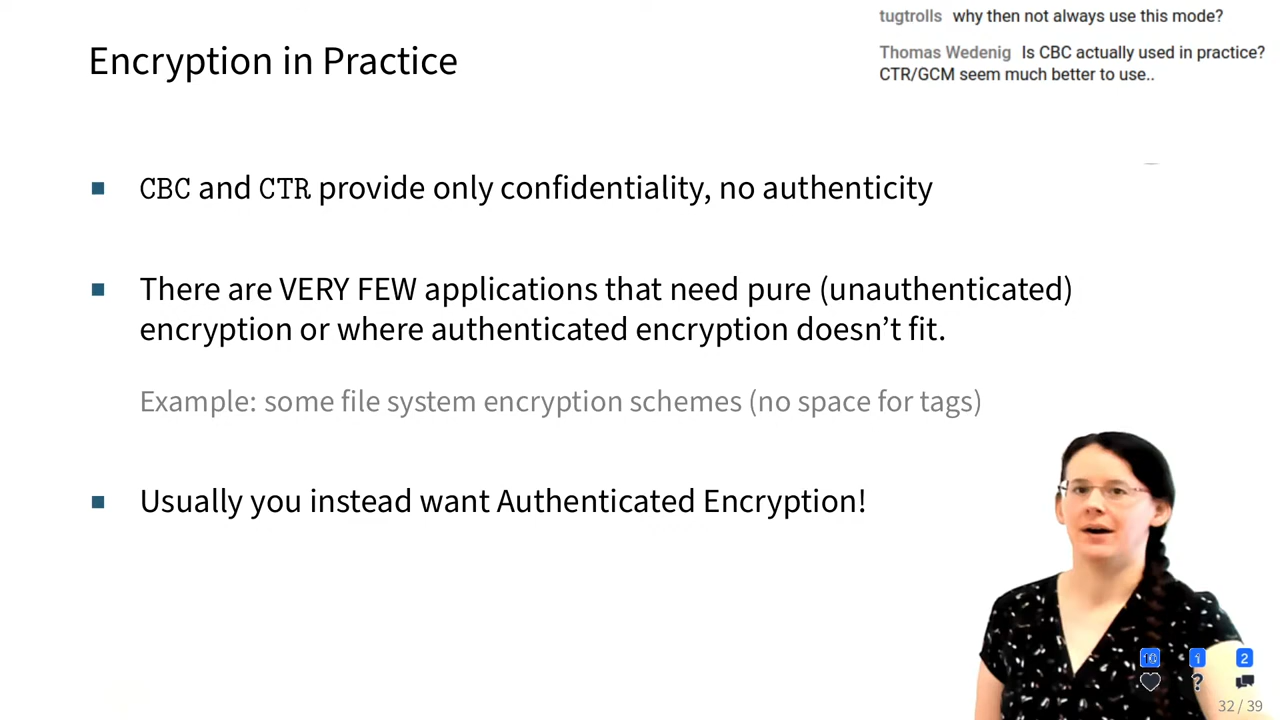 tugtrolls why then not always use this mode?
Thomas Wedenig Is CBC actually used in practice?
CTR/GCM seem much better to use..
Encryption in Practice
CBC and CTR provide only confidentiality, no authenticity
There are VERY FEW applications that need pure (unauthenticated)
encryption or where authenticated encryption doesn’t fit.
Example: some file system encryption schemes (no space for tags)
Usually you instead want Authenticated Encryption!
10 1 2
?
32 / 39